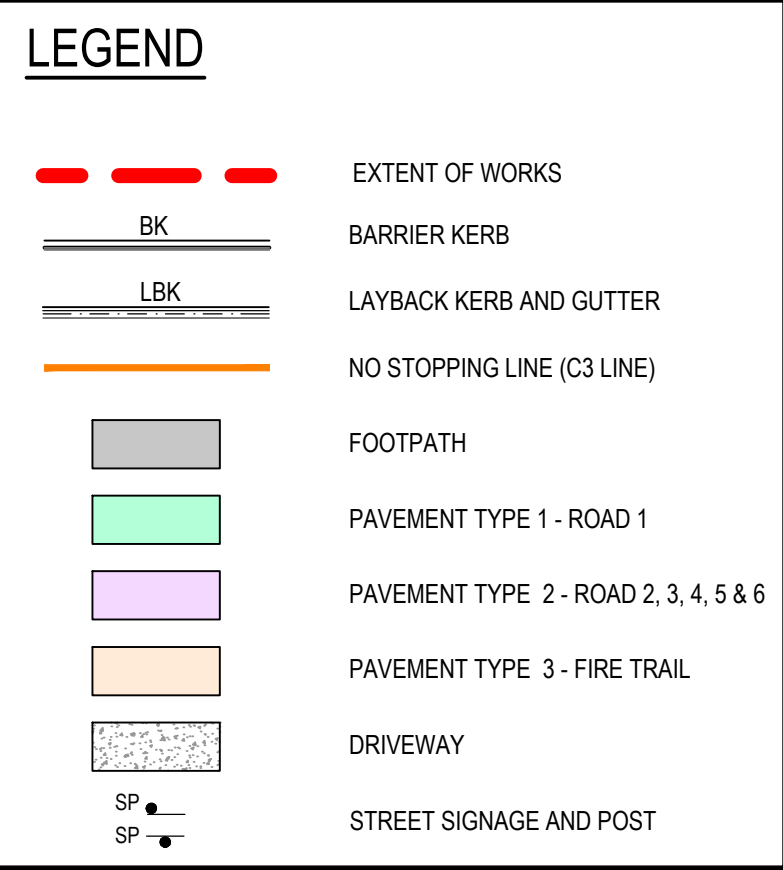 LEGEND
EXTENT OF WORKS
BK BARRIER KERB
LBK LAYBACK KERB AND GUTTER
NO STOPPING LINE (C3 LINE)
FOOTPATH
PAVEMENT TYPE 1 - ROAD 1
PAVEMENT TYPE 2 - ROAD 2, 3, 4, 5 & 6
PAVEMENT TYPE 3 - FIRE TRAIL
DRIVEWAY
SP
SP
STREET SIGNAGE AND POST